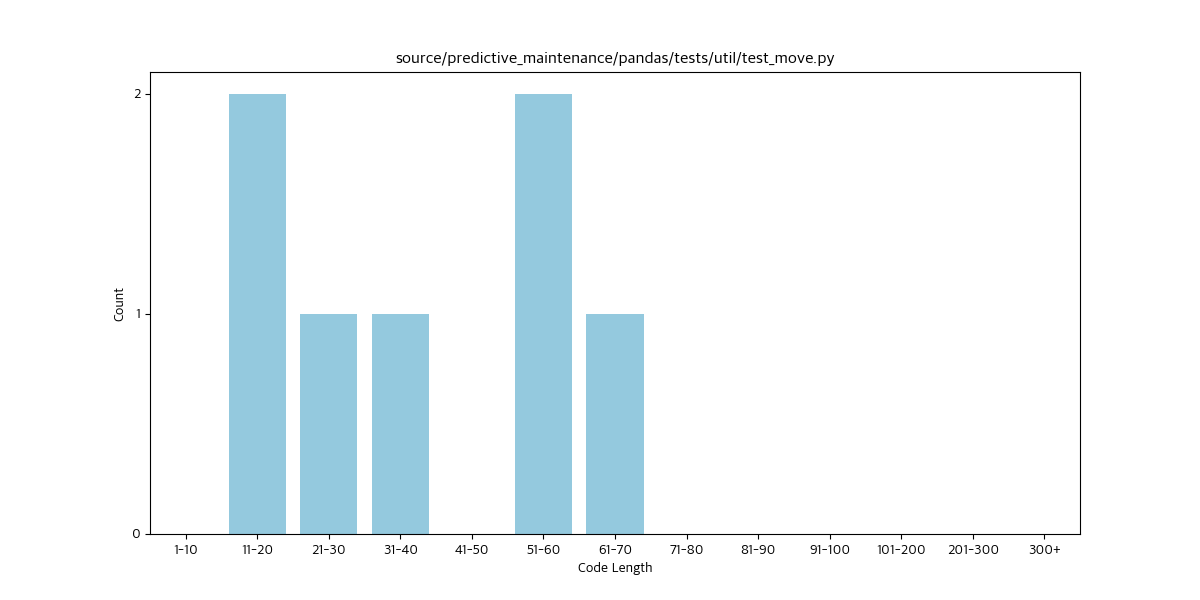 source/predictive_maintenance/pandas/tests/util/test_move.py
2
1
0
Count
1-10 11-20 21-30 31-40 41-50 51-60 61-70 71-80 81-90 91-100 101-200 201-300 300+
Code Length